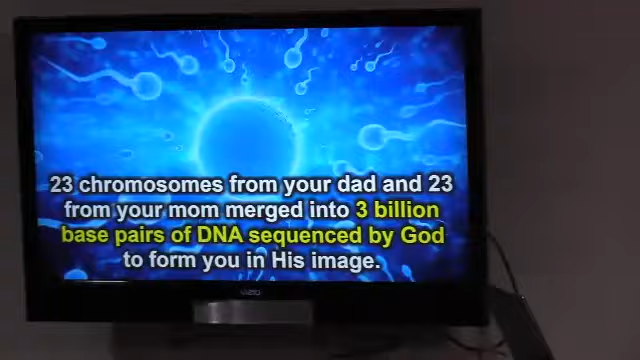 23 chromosomes from your dad and 23
from your mom merged into 3 billion
base pairs of DNA sequenced by God
to form you in His image.
VIZIO